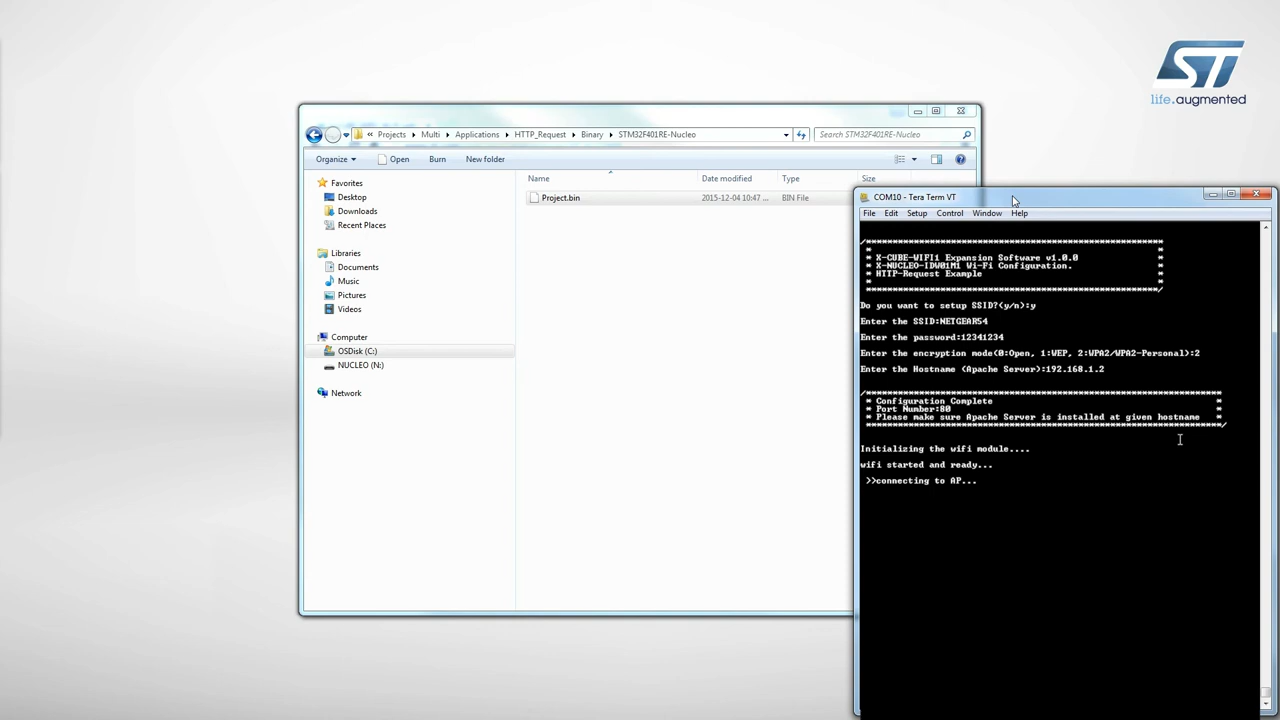 ST
life.augmented
Projects Multi Applications HTTP_Request Binary STM32F401RE-Nucleo
Search STM32F401RE-Nucleo
Organize Open Burn New folder
Name Date modified Type Size
Project.bin 2015-12-04 10:47 ... BIN File
Favorites
Desktop
Downloads
Recent Places
Libraries
Documents
Music
Pictures
Videos
Computer
OSDisk (C:)
NUCLEO (N:)
Network
COM10 - Tera Term VT
File Edit Setup Control Window Help
/********************************************************
* *
* X-CUBE-WIFI1 Expansion Software v1.0.0 *
* X-NUCLEO-IDW01M1 Wi-Fi Configuration. *
* HTTP-Request Example *
* *
********************************************************/
Do you want to setup SSID?(y/n):y
Enter the SSID:NETGEAR54
Enter the password:12341234
Enter the encryption mode(0:Open, 1:WEP, 2:WPA2/WPA2-Personal):2
Enter the Hostname (Apache Server):192.168.1.2
/*******************************************************************
* Configuration Complete *
* Port Number:80 *
* Please make sure Apache Server is installed at given hostname *
********************************************************************/
Initializing the wifi module....
wifi started and ready...
>>connecting to AP...